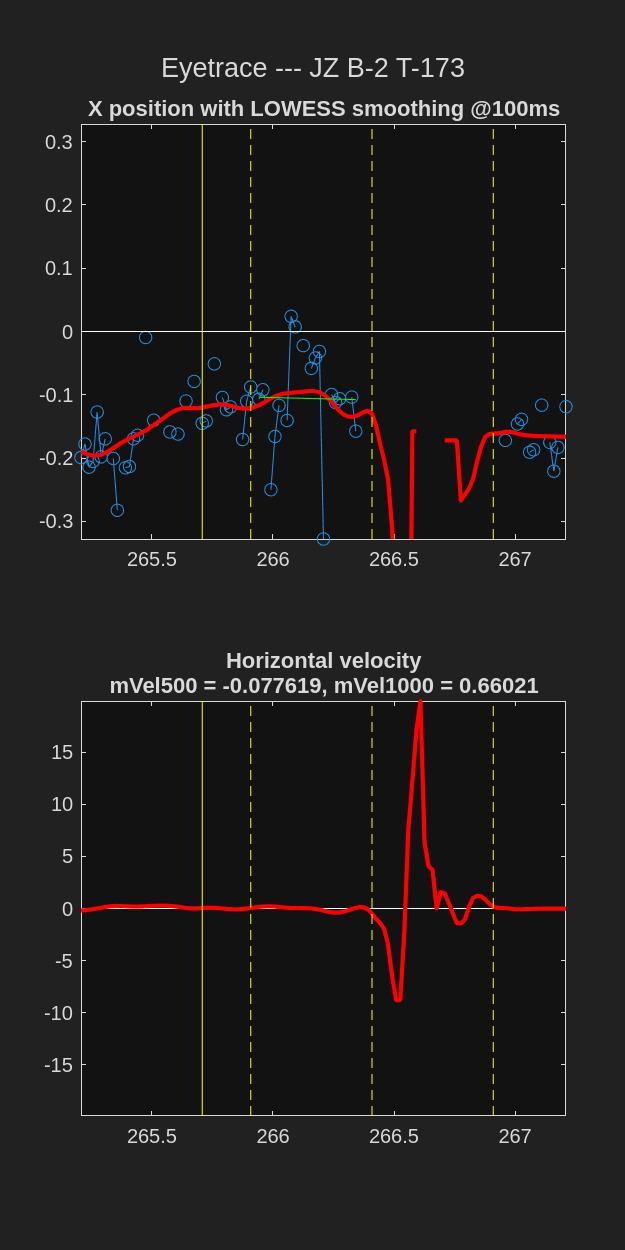 Eyetrace --- JZ B-2 T-173
X position with LOWESS smoothing @100ms
0.3
0.2
0.1
0
-0.1
-0.2
-0.3
265.5 266 266.5 267
Horizontal velocity
mVel500 = -0.077619, mVel1000 = 0.66021
15
10
5
0
-5
-10
-15
265.5 266 266.5 267